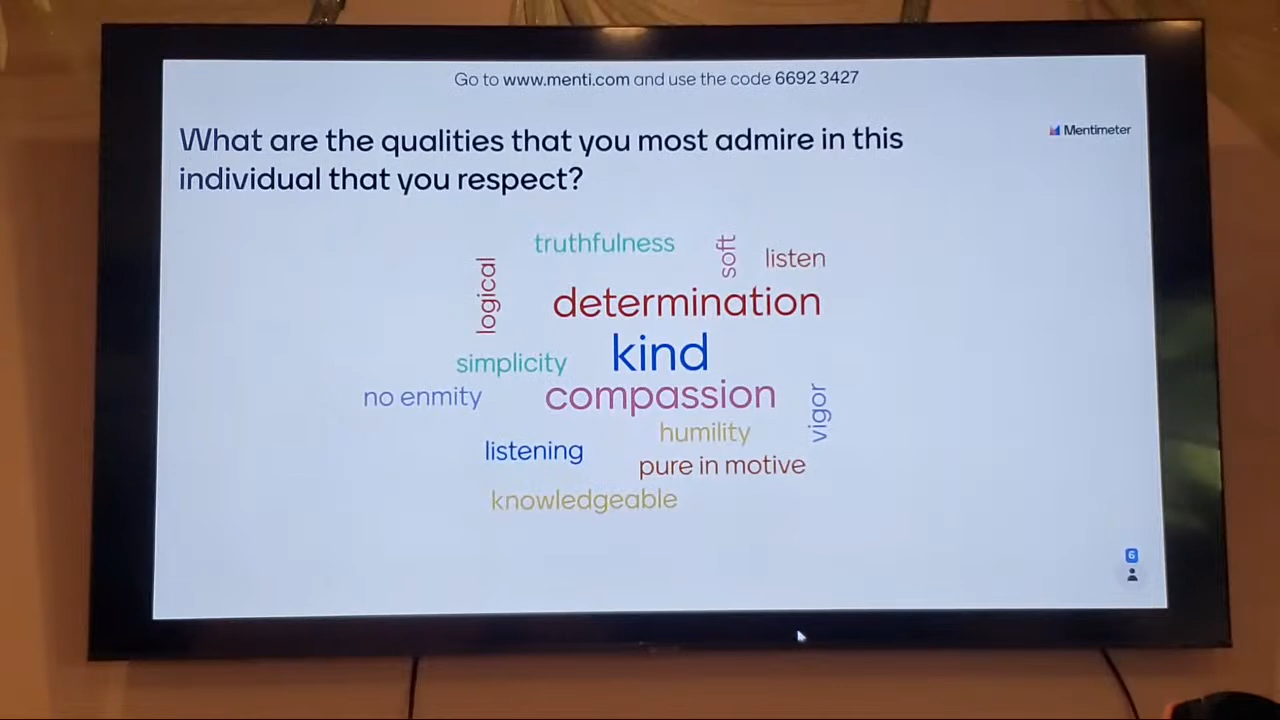 Go to www.menti.com and use the code 6692 3427
Mentimeter
What are the qualities that you most admire in this
individual that you respect?
truthfulness
soft
listen
logical
determination
kind
simplicity
no enmity
compassion
vigor
humility
listening
pure in motive
knowledgeable
6